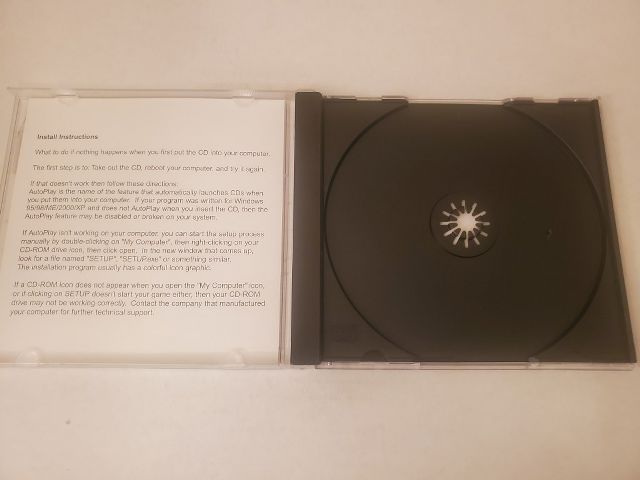 Install Instructions
What to do if nothing happens when you first put the CD into your computer.
The first step is to: Take out the CD, reboot your computer, and try it again.
If that doesn't work then follow these directions:
AutoPlay is the name of the feature that automatically launches CDs when
you put them into your computer. If your program was written for Windows
95/98/ME/2000/XP and does not AutoPlay when you insert the CD, then the
AutoPlay feature may be disabled or broken on your system.
If AutoPlay isn't working on your computer, you can start the setup process
manually by double-clicking on "My Computer", then right-clicking on your
CD-ROM drive icon, then click open. In the new window that comes up,
look for a file named "SETUP", "SETUP.exe" or something similar.
The installation program usually has a colorful icon graphic.
If a CD-ROM icon does not appear when you open the "My Computer" icon,
or if clicking on SETUP doesn't start your game either, then your CD-ROM
drive may not be working correctly. Contact the company that manufactured
your computer for further technical support.